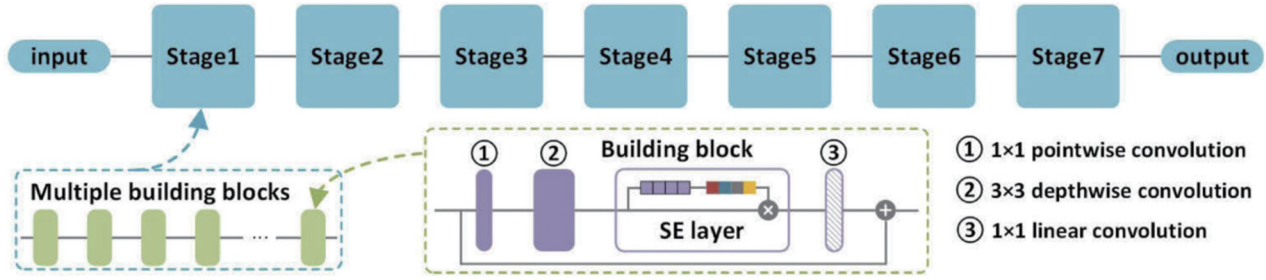 input Stage1 Stage2 Stage3 Stage4 Stage5 Stage6 Stage7 output
Multiple building blocks
...
① ② Building block ③
SE layer
① 1×1 pointwise convolution
② 3×3 depthwise convolution
③ 1×1 linear convolution